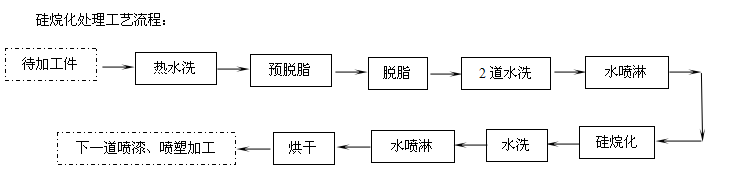 硅烷化处理工艺流程：
待加工件
热水洗
预脱脂
脱脂
2道水洗
水喷淋
硅烷化
水洗
水喷淋
烘干
下一道喷漆、喷塑加工